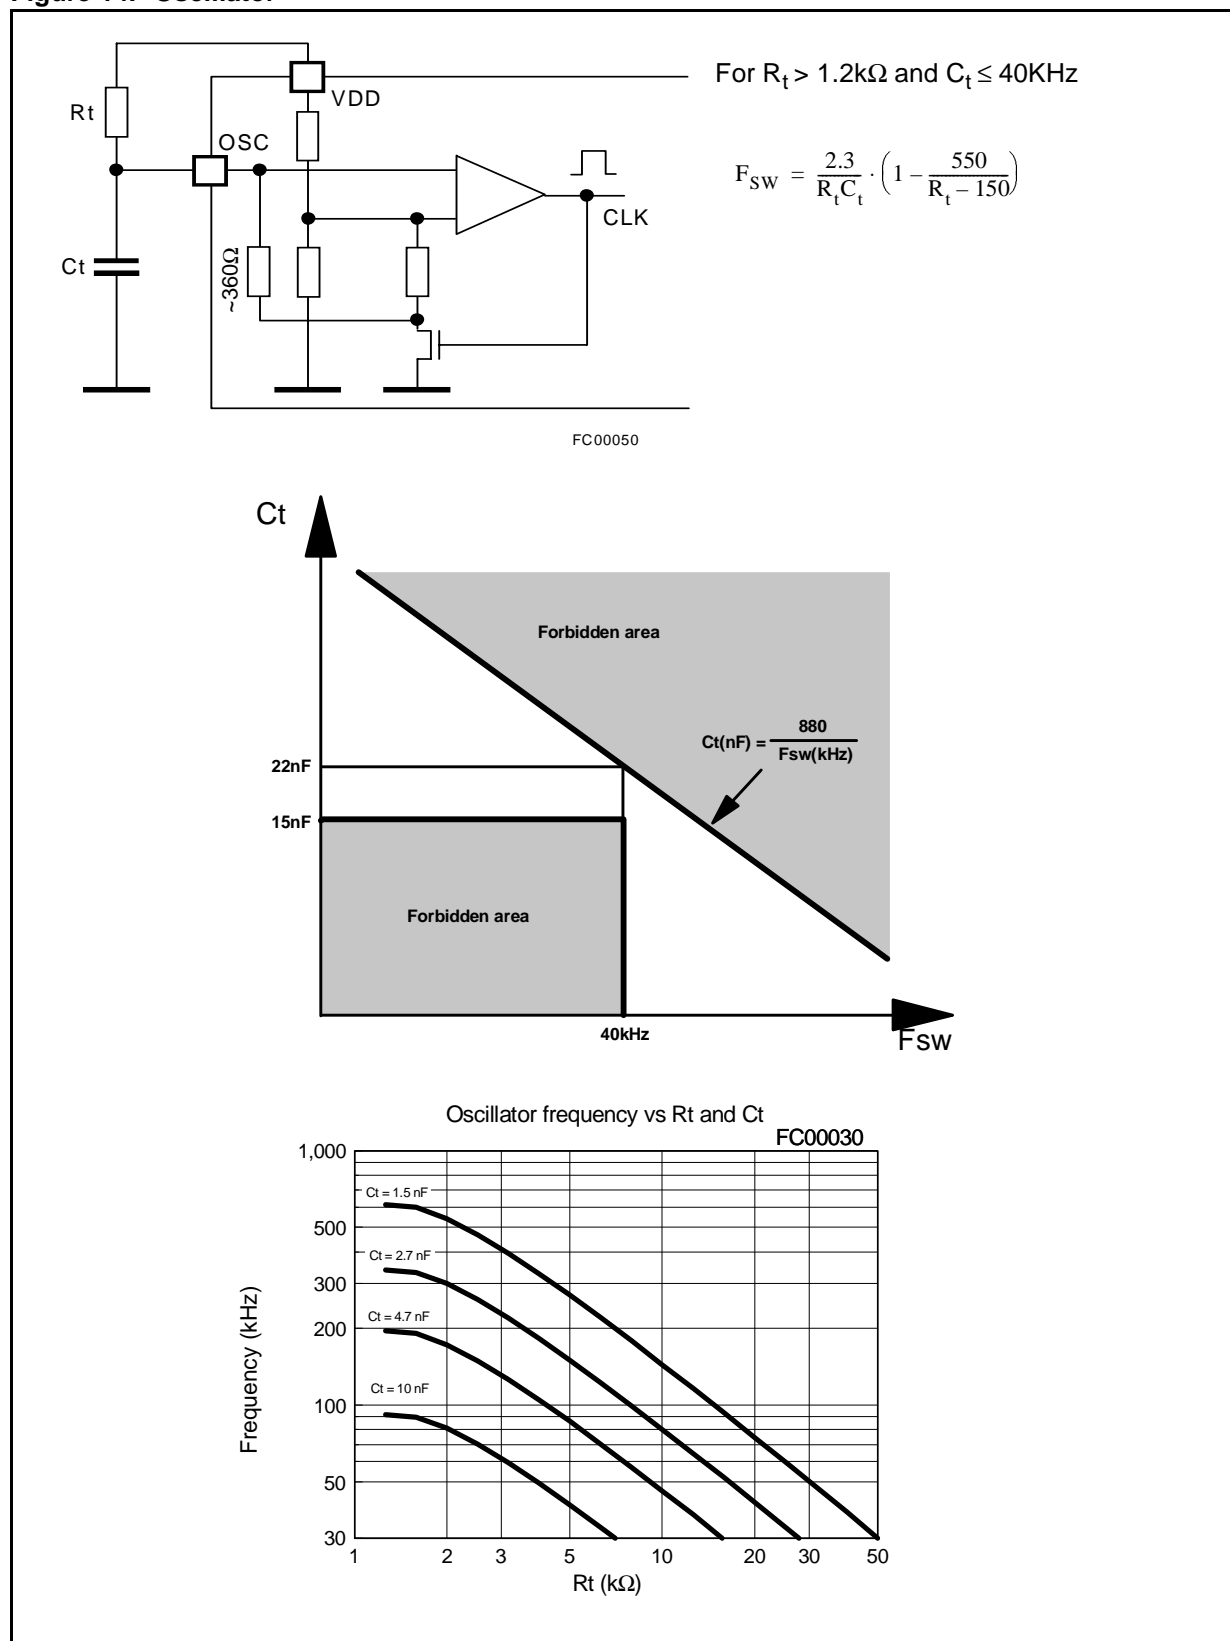 For Rt > 1.2kΩ and Ct ≤ 40KHz
FSW = 2.3 / RtCt · (1 – 550 / Rt – 150)
Rt
VDD
OSC
CLK
Ct
~360Ω
FC00050
Ct
Forbidden area
Ct(nF) = 880 / Fsw(kHz)
22nF
15nF
Forbidden area
40kHz
Fsw
Oscillator frequency vs Rt and Ct
FC00030
1,000
Ct = 1.5 nF
500
Ct = 2.7 nF
300
Ct = 4.7 nF
200
Ct = 10 nF
100
50
30
Frequency (kHz)
1 2 3 5 10 20 30 50
Rt (kΩ)